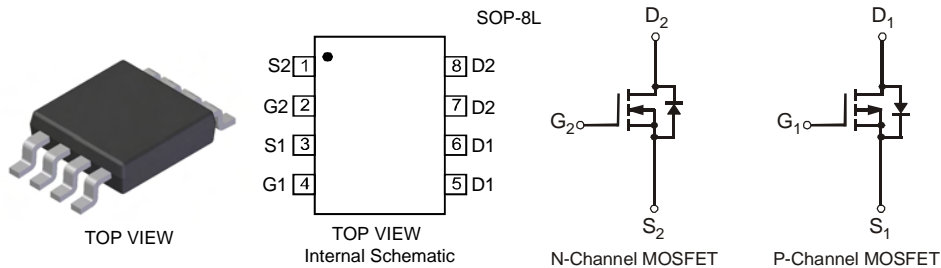 SOP-8L
TOP VIEW
S2 1 8 D2
G2 2 7 D2
S1 3 6 D1
G1 4 5 D1
TOP VIEW
Internal Schematic
D2
G2
S2
N-Channel MOSFET
D1
G1
S1
P-Channel MOSFET